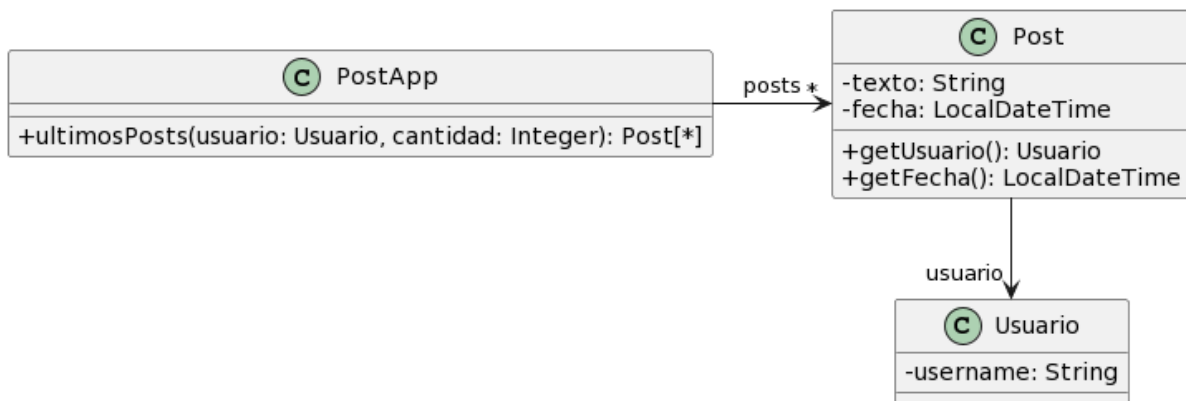 C PostApp
+ultimosPosts(usuario: Usuario, cantidad: Integer): Post[*]
posts *
C Post
-texto: String
-fecha: LocalDateTime
+getUsuario(): Usuario
+getFecha(): LocalDateTime
usuario
C Usuario
-username: String